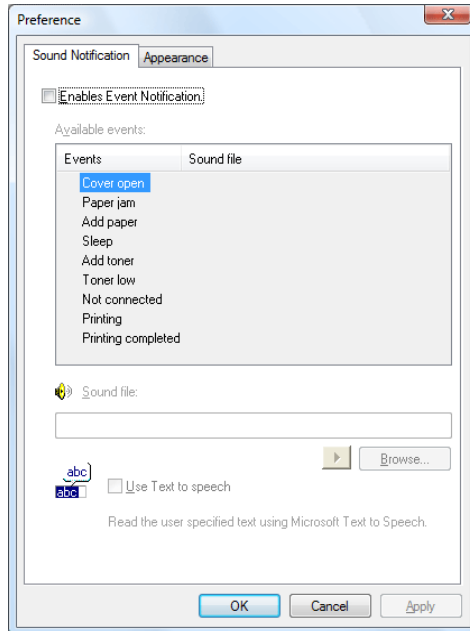 Preference
Sound Notification Appearance
Enables Event Notification.
Available events:
Events Sound file
Cover open
Paper jam
Add paper
Sleep
Add toner
Toner low
Not connected
Printing
Printing completed
Sound file:
Browse...
abc
abc
Use Text to speech
Read the user specified text using Microsoft Text to Speech.
OK Cancel Apply